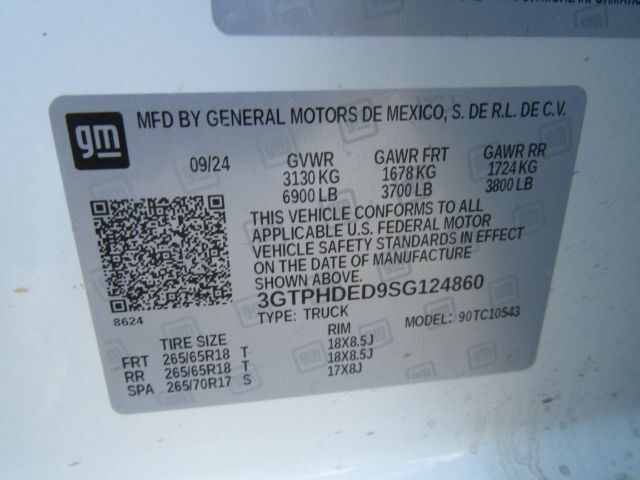 FOR MORE INFORMATION
gm
MFD BY GENERAL MOTORS DE MEXICO, S. DE R.L. DE C.V.
09/24 GVWR GAWR FRT GAWR RR
3130 KG 1678 KG 1724 KG
6900 LB 3700 LB 3800 LB
THIS VEHICLE CONFORMS TO ALL
APPLICABLE U.S. FEDERAL MOTOR
VEHICLE SAFETY STANDARDS IN EFFECT
ON THE DATE OF MANUFACTURE
SHOWN ABOVE.
8624
3GTPHDED9SG124860
TYPE: TRUCK MODEL: 90TC10543
TIRE SIZE RIM
FRT 265/65R18 T 18X8.5J
RR 265/65R18 T 18X8.5J
SPA 265/70R17 S 17X8J